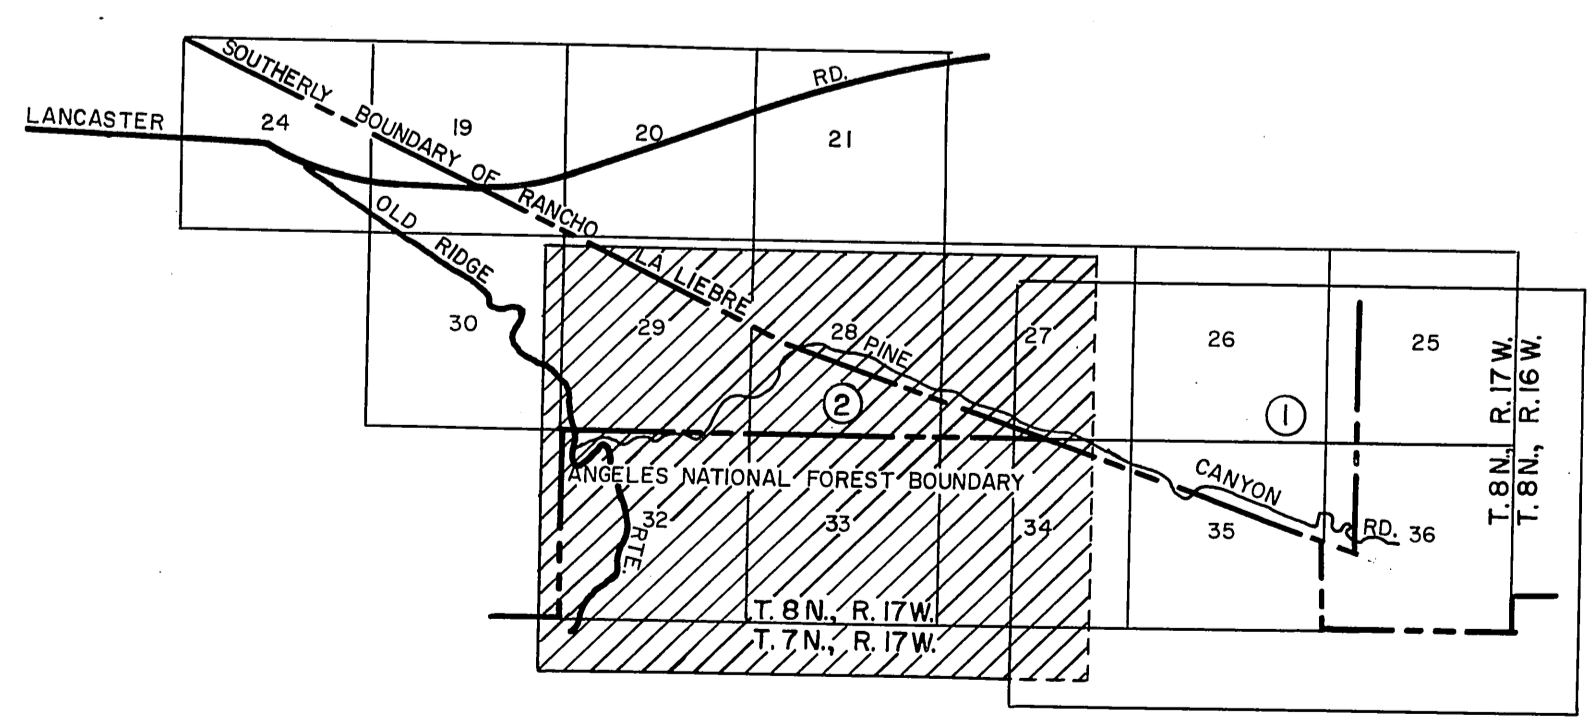 SOUTHERLY BOUNDARY OF RANCHO LA LIEBRE
LANCASTER RD.
24
19
20
21
OLD RIDGE RTE.
30
29
28
27
26
25
PINE CANYON RD.
2
1
ANGELES NATIONAL FOREST BOUNDARY
32
33
34
35
36
R. 17 W.
T. 8 N.,
R. 16 W.
T. 8 N.,
T. 8 N., R. 17 W.
T. 7 N., R. 17 W.